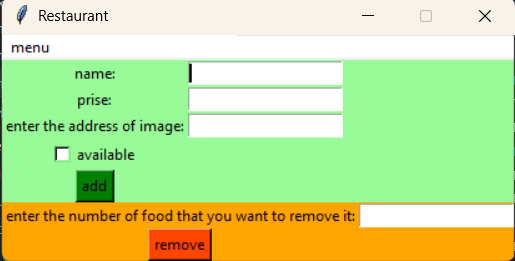 Restaurant
menu
name:
prise:
enter the address of image:
available
add
enter the number of food that you want to remove it:
remove